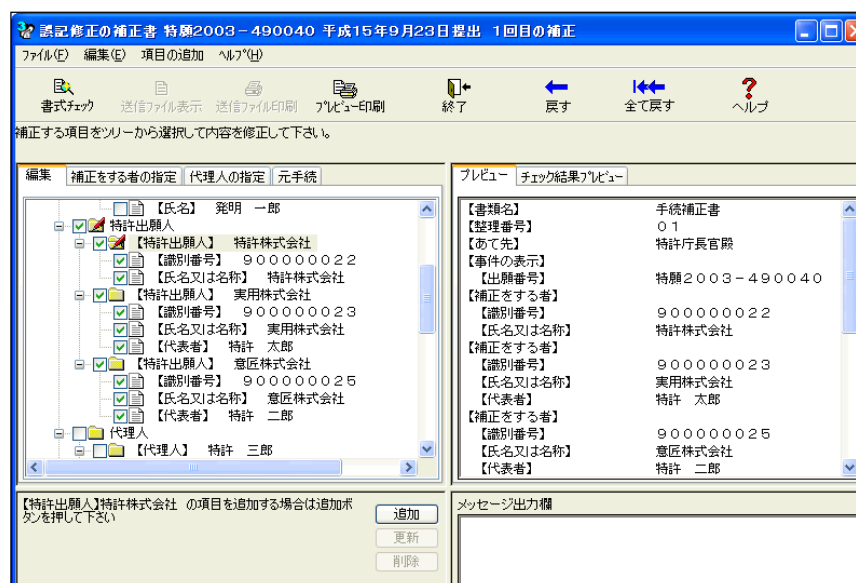 誤記修正の補正書 特願2003-490040 平成15年9月23日提出 1回目の補正
ファイル(F) 編集(E) 項目の追加 ヘルプ(H)
書式チェック 送信ファイル表示 送信ファイル印刷 プレビュー印刷 終了 戻す 全て戻す ヘルプ
補正する項目をツリーから選択して内容を修正して下さい。
編集 補正をする者の指定 代理人の指定 元手続
【氏名】 発明 一郎
特許出願人
【特許出願人】 特許株式会社
【識別番号】 900000022
【氏名又は名称】 特許株式会社
【特許出願人】 実用株式会社
【識別番号】 900000023
【氏名又は名称】 実用株式会社
【代表者】 特許 太郎
【特許出願人】 意匠株式会社
【識別番号】 900000025
【氏名又は名称】 意匠株式会社
【代表者】 特許 二郎
代理人
【代理人】 特許 三郎
プレビュー チェック結果プレビュー
【書類名】 手続補正書
【整理番号】 01
【あて先】 特許庁長官殿
【事件の表示】
【出願番号】 特願2003-490040
【補正をする者】
【識別番号】 900000022
【氏名又は名称】 特許株式会社
【補正をする者】
【識別番号】 900000023
【氏名又は名称】 実用株式会社
【代表者】 特許 太郎
【補正をする者】
【識別番号】 900000025
【氏名又は名称】 意匠株式会社
【代表者】 特許 二郎
【特許出願人】特許株式会社 の項目を追加する場合は追加ボ
タンを押して下さい
追加
更新
削除
メッセージ出力欄